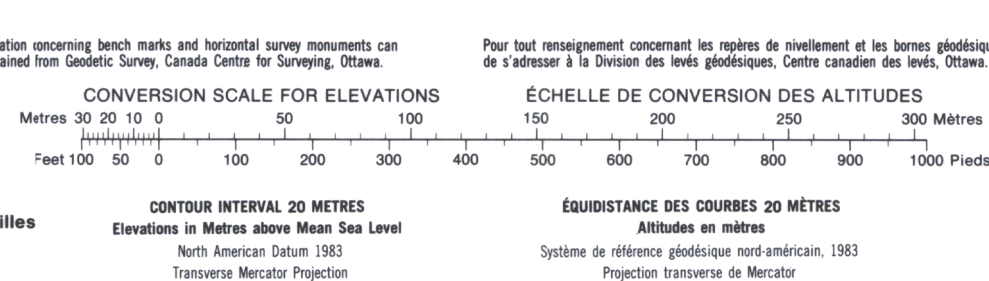 ation concerning bench marks and horizontal survey monuments can
ained from Geodetic Survey, Canada Centre for Surveying, Ottawa.
Pour tout renseignement concernant les repères de nivellement et les bornes géodésiqu
de s'adresser à la Division des levés géodésiques, Centre canadien des levés, Ottawa.
CONVERSION SCALE FOR ELEVATIONS
ÉCHELLE DE CONVERSION DES ALTITUDES
Metres 30 20 10 0 50 100 150 200 250 300 Mètres
Feet 100 50 0 100 200 300 400 500 600 700 800 900 1000 Pieds
illes
CONTOUR INTERVAL 20 METRES
Elevations in Metres above Mean Sea Level
North American Datum 1983
Transverse Mercator Projection
ÉQUIDISTANCE DES COURBES 20 MÈTRES
Altitudes en mètres
Système de référence géodésique nord-américain, 1983
Projection transverse de Mercator